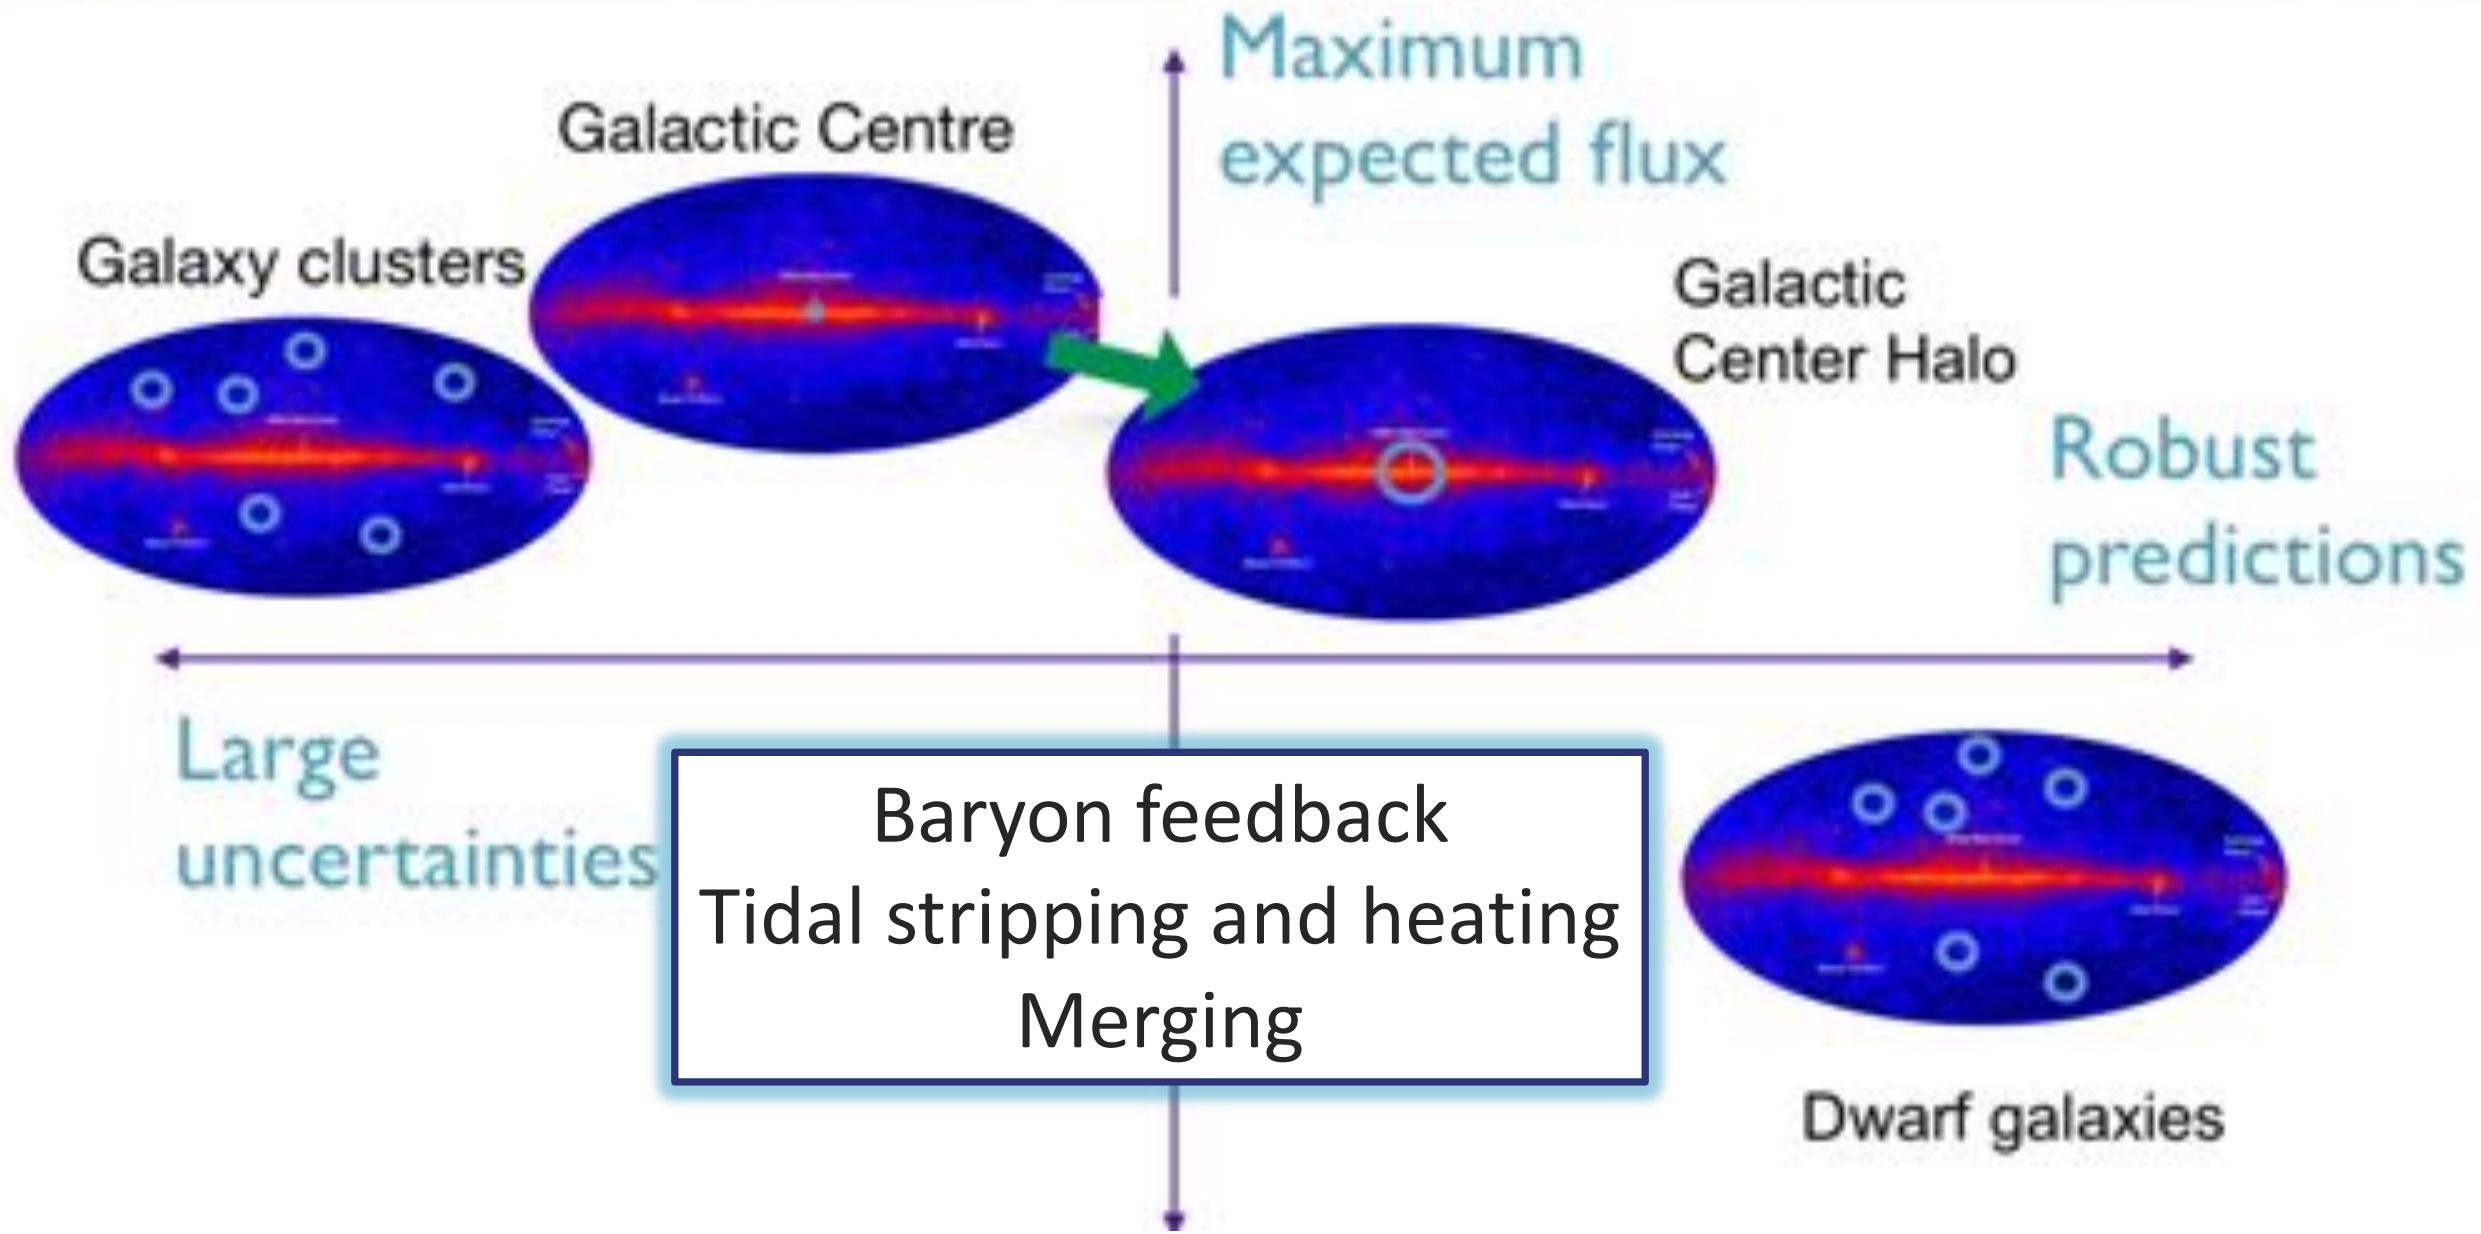 Maximum
expected flux
Galactic Centre
Galaxy clusters
Galactic
Center Halo
Robust
predictions
Large
uncertainties
Baryon feedback
Tidal stripping and heating
Merging
Dwarf galaxies